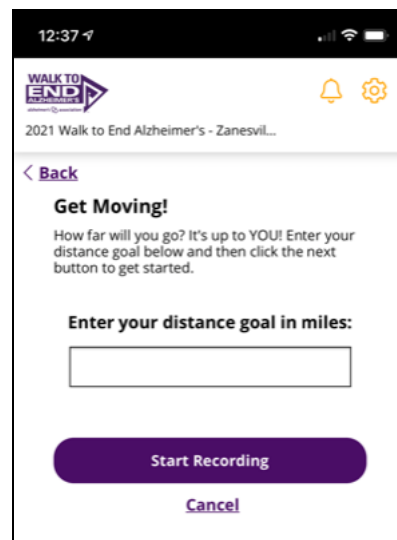 12:37
WALK TO
END
ALZHEIMER'S
alzheimer's association
2021 Walk to End Alzheimer's - Zanesvil...
Back
Get Moving!
How far will you go? It's up to YOU! Enter your
distance goal below and then click the next
button to get started.
Enter your distance goal in miles:
Start Recording
Cancel